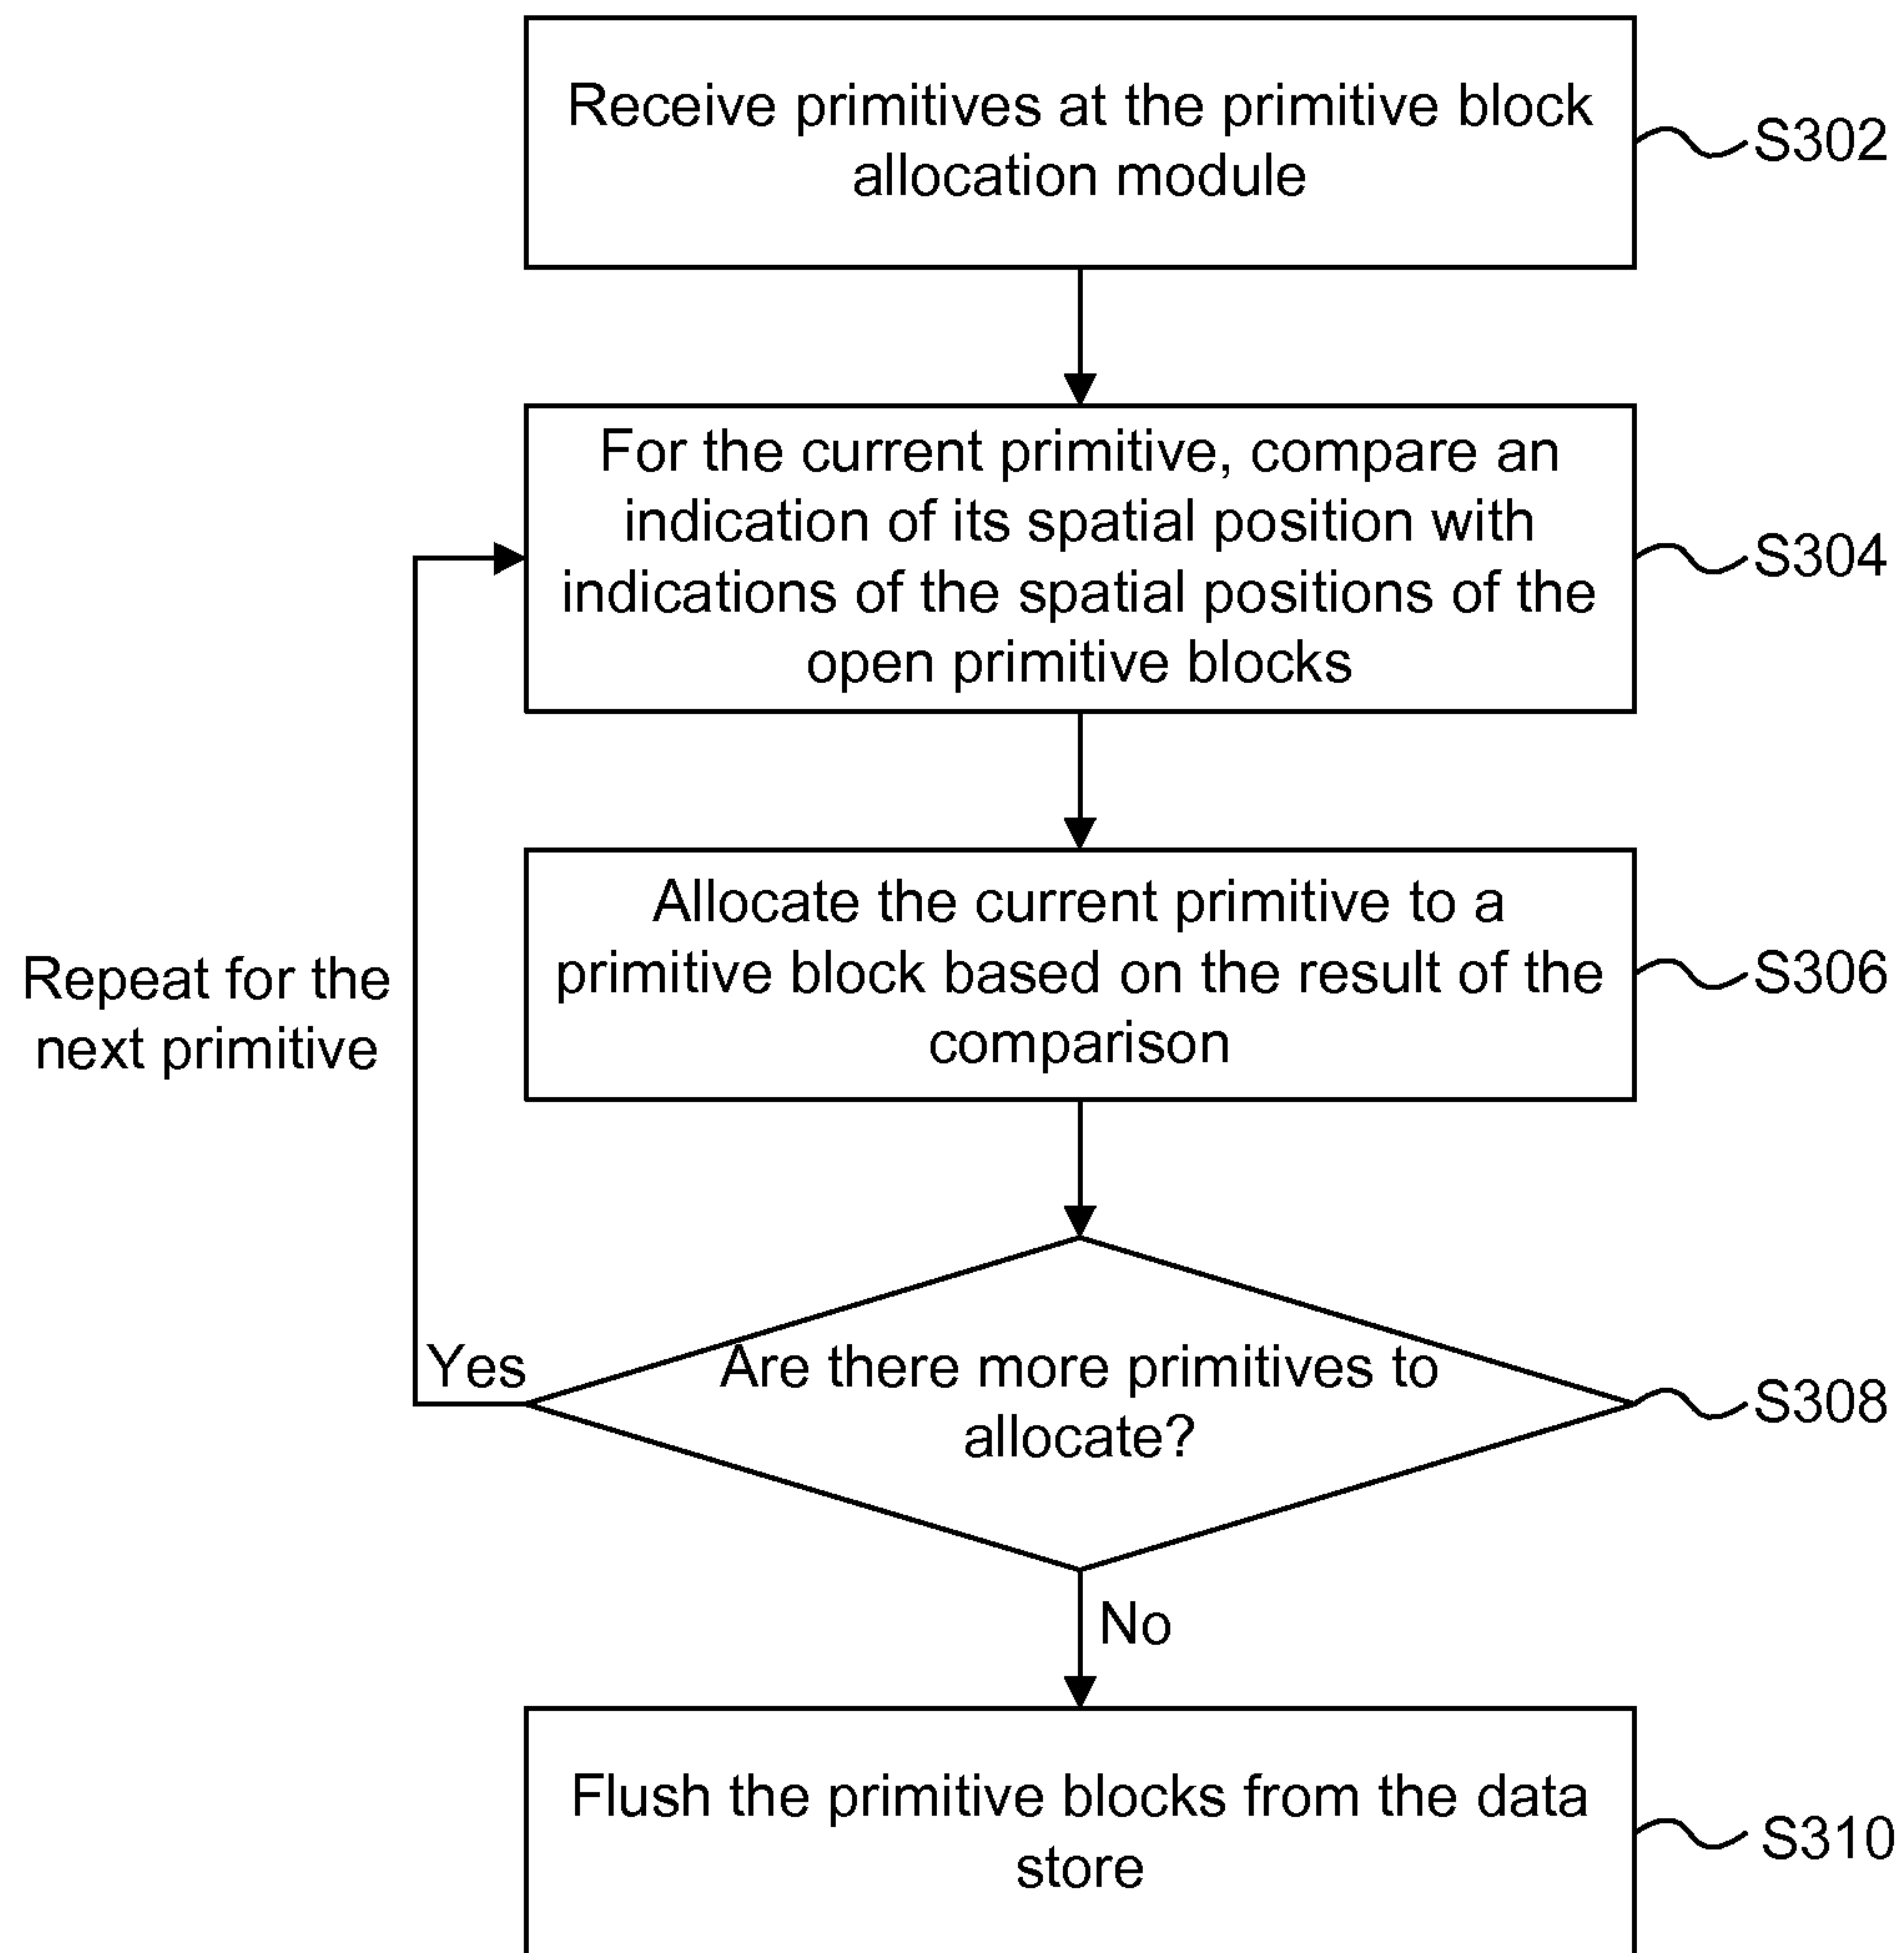 Receive primitives at the primitive block
allocation module
S302
For the current primitive, compare an
indication of its spatial position with
indications of the spatial positions of the
open primitive blocks
S304
Allocate the current primitive to a
primitive block based on the result of the
comparison
S306
Repeat for the
next primitive
Yes
Are there more primitives to
allocate?
S308
No
Flush the primitive blocks from the data
store
S310